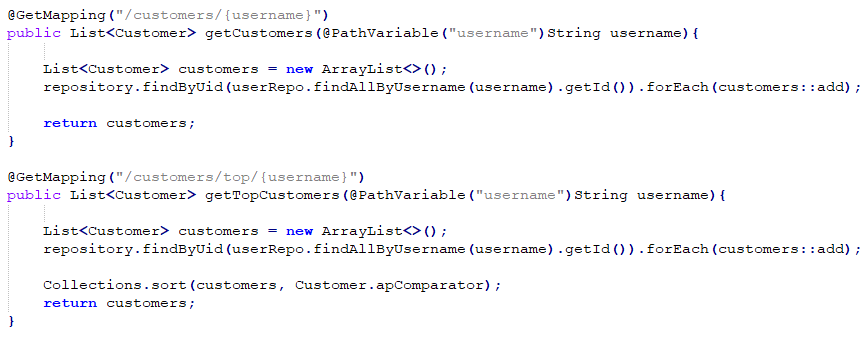 @GetMapping("/customers/{username}")
public List<Customer> getCustomers(@PathVariable("username")String username){
List<Customer> customers = new ArrayList<>();
repository.findByUid(userRepo.findAllByUsername(username).getId()).forEach(customers::add);
return customers;
}
@GetMapping("/customers/top/{username}")
public List<Customer> getTopCustomers(@PathVariable("username")String username){
List<Customer> customers = new ArrayList<>();
repository.findByUid(userRepo.findAllByUsername(username).getId()).forEach(customers::add);
Collections.sort(customers, Customer.apComparator);
return customers;
}